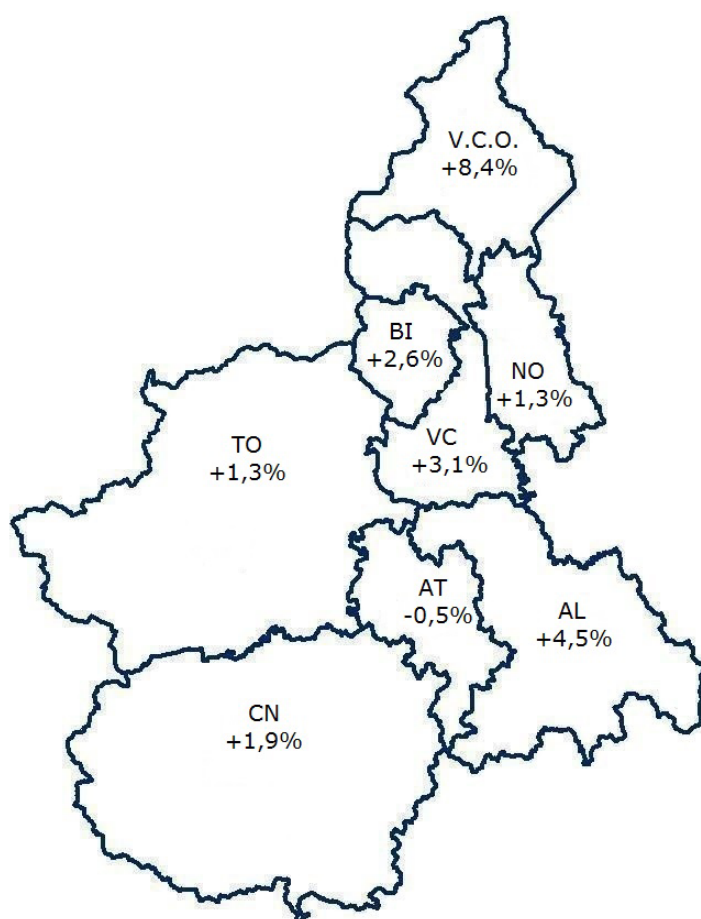 V.C.O.
+8,4%
BI
+2,6%
NO
+1,3%
TO
+1,3%
VC
+3,1%
AT
-0,5%
AL
+4,5%
CN
+1,9%